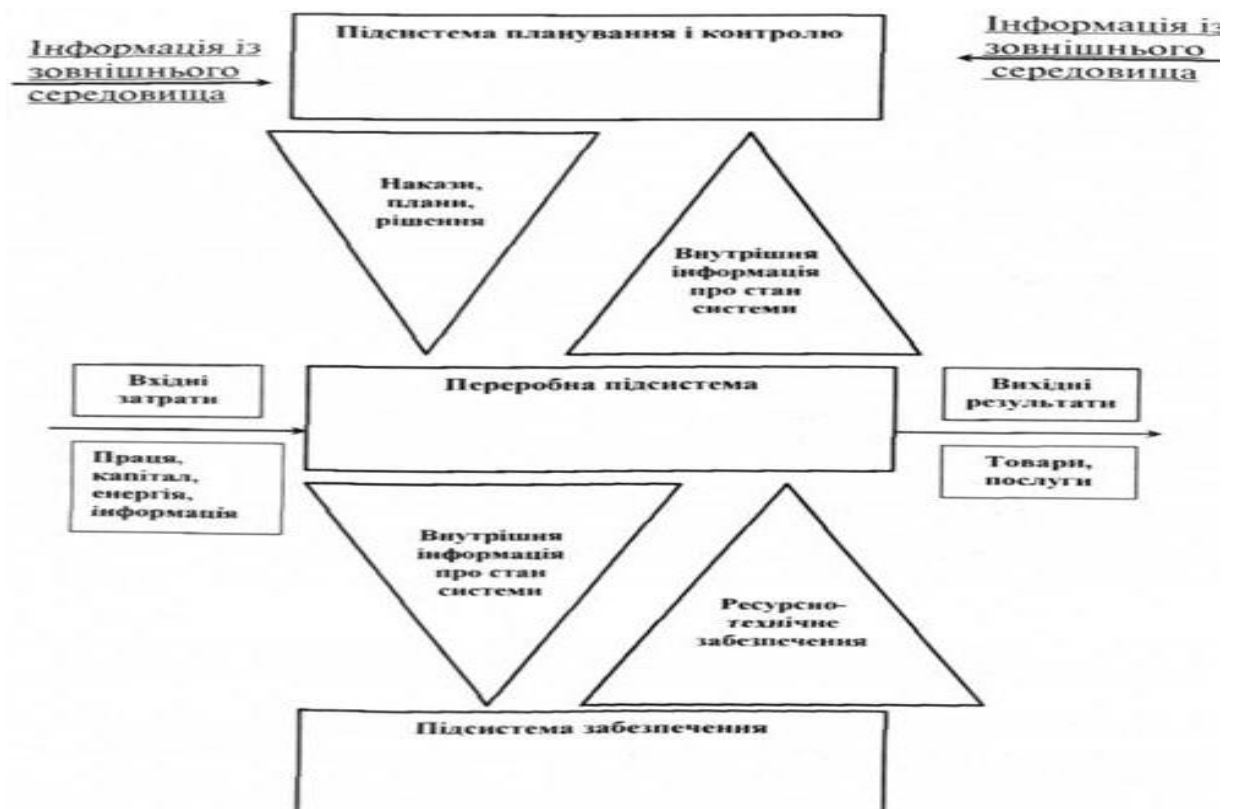 Підсистема планування і контролю
Інформація із
зовнішнього
середовища
Інформація із
зовнішнього
середовища
Накази,
плани,
рішення
Внутрішня
інформація
про стан
системи
Вхідні
затрати
Переробна підсистема
Вихідні
результати
Праця,
капітал,
енергія,
інформація
Товари,
послуги
Внутрішня
інформація
про стан
системи
Ресурсно-
технічне
забезпечення
Підсистема забезпечення